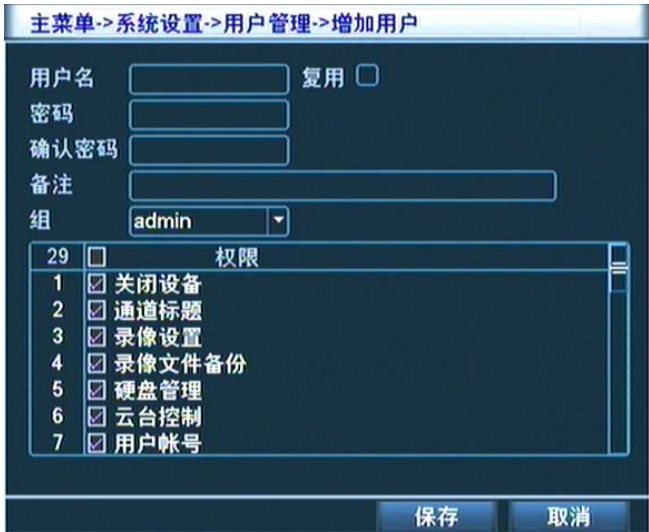 主菜单->系统设置->用户管理->增加用户
用户名 复用
密码
确认密码
备注
组 admin
29 权限
1 关闭设备
2 通道标题
3 录像设置
4 录像文件备份
5 硬盘管理
6 云台控制
7 用户帐号
保存 取消